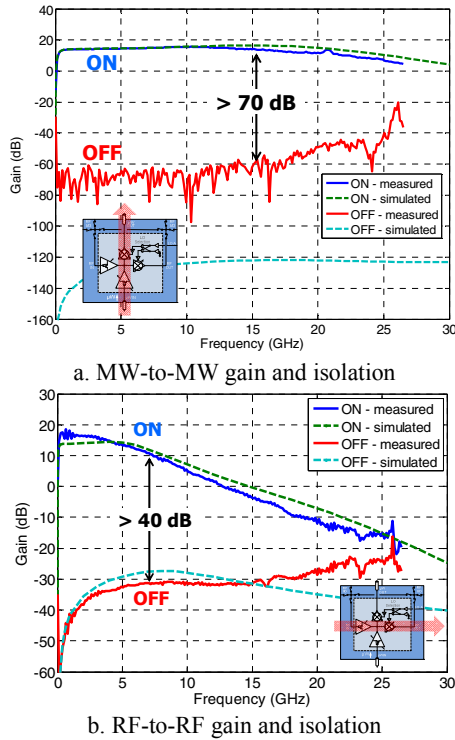 40
20
0
-20
-40
-60
-80
-100
-120
-140
-160
Gain (dB)
ON
> 70 dB
OFF
ON - measured
ON - simulated
OFF - measured
OFF - simulated
0 5 10 15 20 25 30
Frequency (GHz)
a. MW-to-MW gain and isolation
30
20
10
0
-10
-20
-30
-40
-50
-60
Gain (dB)
ON
> 40 dB
OFF
ON - measured
ON - simulated
OFF - measured
OFF - simulated
0 5 10 15 20 25 30
Frequency (GHz)
b. RF-to-RF gain and isolation